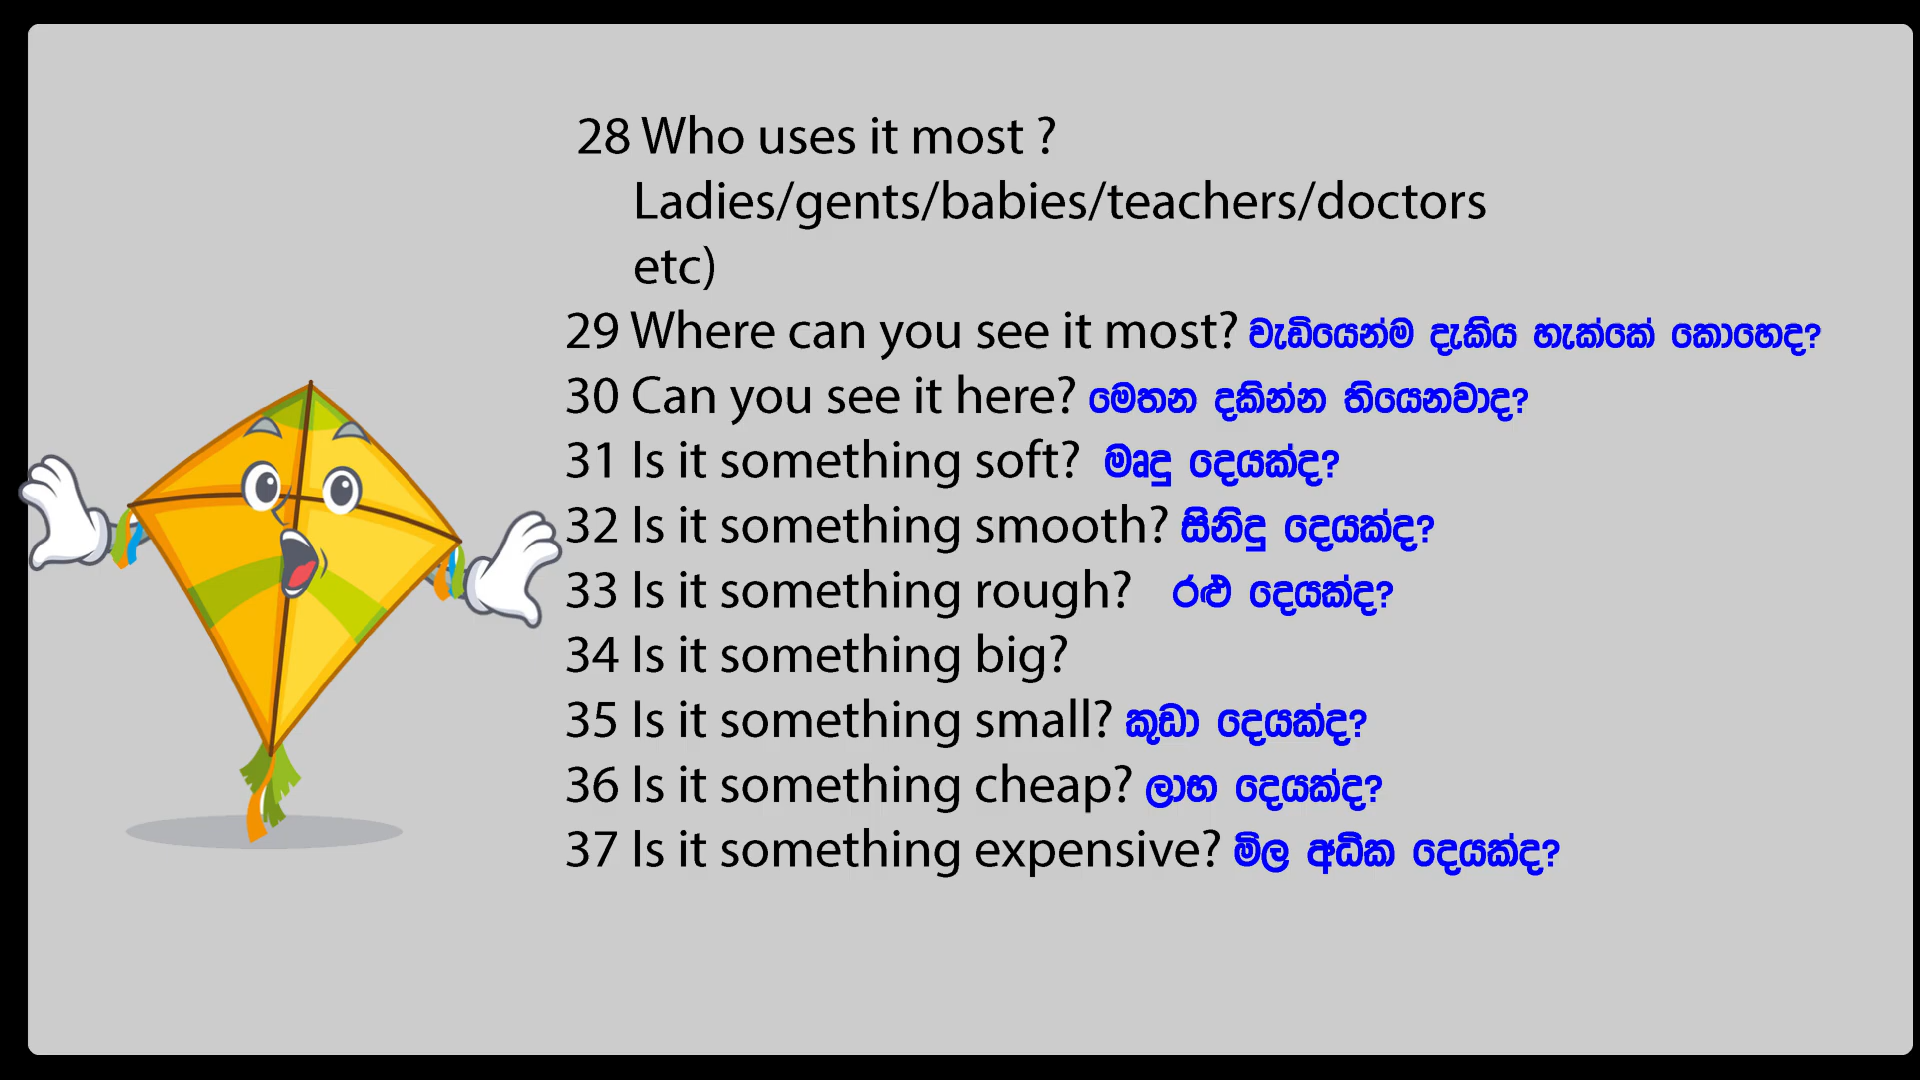 28 Who uses it most ?
Ladies/gents/babies/teachers/doctors
etc)
29 Where can you see it most? වැඩියෙන්ම දැකිය හැක්කේ කොහෙද?
30 Can you see it here? මෙතන දකින්න තියෙනවාද?
31 Is it something soft? මෘදු දෙයක්ද?
32 Is it something smooth? සිනිදු දෙයක්ද?
33 Is it something rough? රළු දෙයක්ද?
34 Is it something big?
35 Is it something small? කුඩා දෙයක්ද?
36 Is it something cheap? ලාභ දෙයක්ද?
37 Is it something expensive? මිල අධික දෙයක්ද?